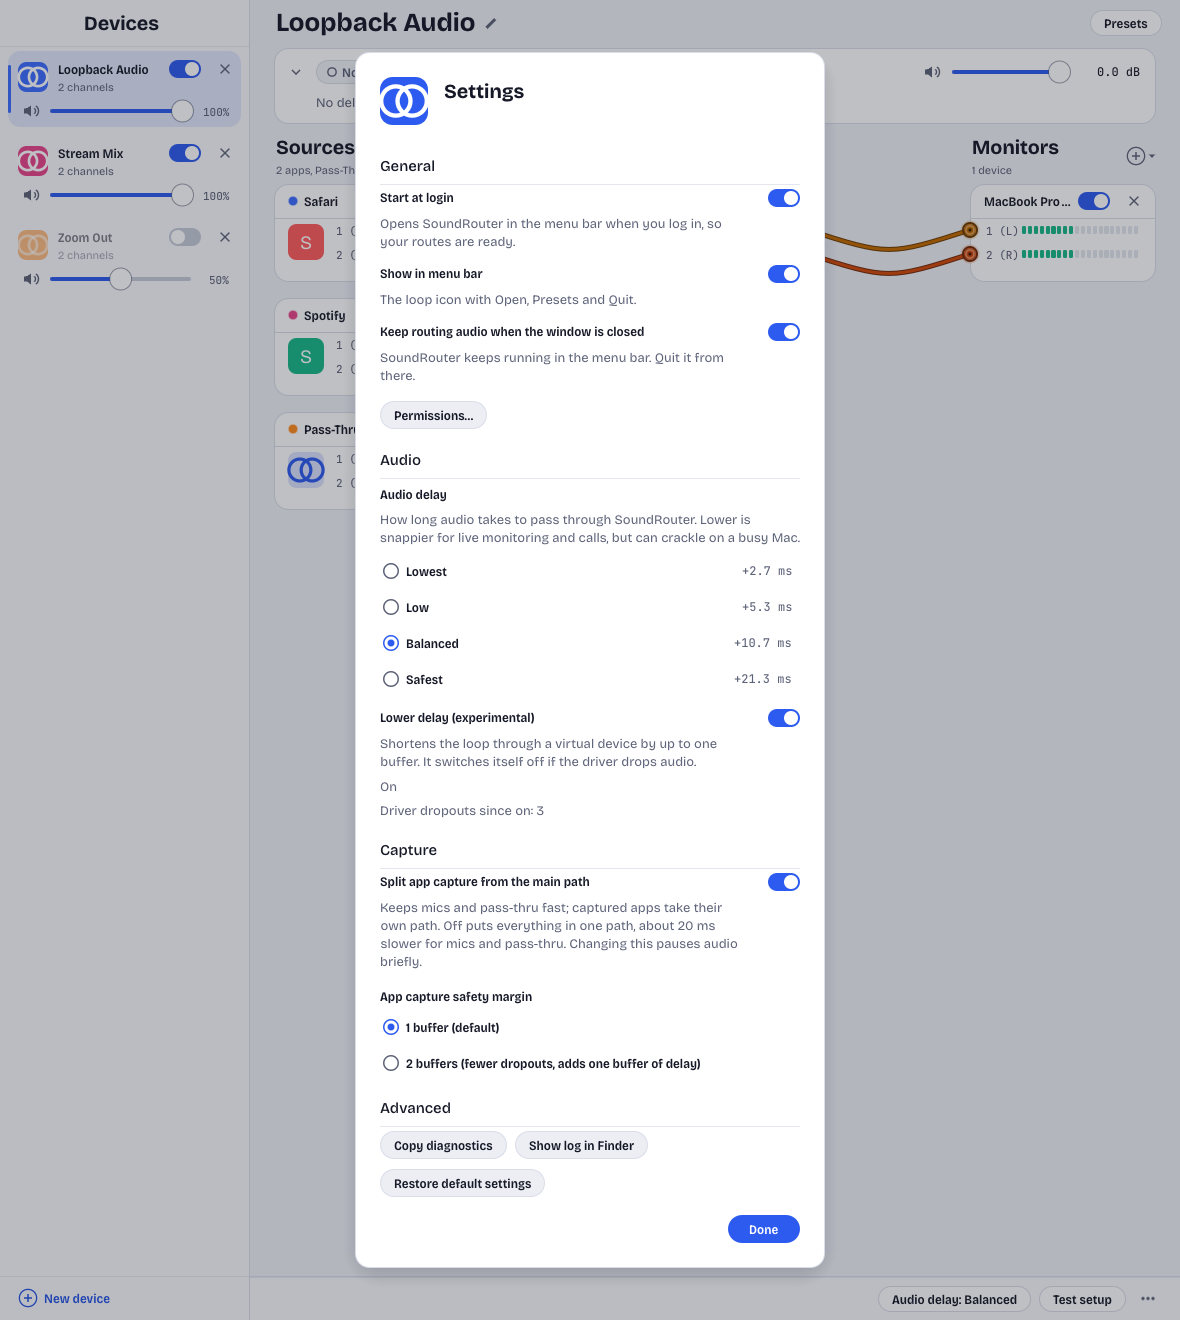 Devices
Loopback Audio
2 channels
100%
Stream Mix
2 channels
100%
Zoom Out
2 channels
50%
New device
Loopback Audio
Presets
0.0 dB
Sources
2 apps, Pass-Th
Safari
S
1 (
2 (
Spotify
S
1 (
2 (
Pass-Thr
1 (
2 (
Monitors
1 device
MacBook Pro…
1 (L)
2 (R)
Settings
General
Start at login
Opens SoundRouter in the menu bar when you log in, so
your routes are ready.
Show in menu bar
The loop icon with Open, Presets and Quit.
Keep routing audio when the window is closed
SoundRouter keeps running in the menu bar. Quit it from
there.
Permissions…
Audio
Audio delay
How long audio takes to pass through SoundRouter. Lower is
snappier for live monitoring and calls, but can crackle on a busy Mac.
Lowest +2.7 ms
Low +5.3 ms
Balanced +10.7 ms
Safest +21.3 ms
Lower delay (experimental)
Shortens the loop through a virtual device by up to one
buffer. It switches itself off if the driver drops audio.
On
Driver dropouts since on: 3
Capture
Split app capture from the main path
Keeps mics and pass-thru fast; captured apps take their
own path. Off puts everything in one path, about 20 ms
slower for mics and pass-thru. Changing this pauses audio
briefly.
App capture safety margin
1 buffer (default)
2 buffers (fewer dropouts, adds one buffer of delay)
Advanced
Copy diagnostics
Show log in Finder
Restore default settings
Done
Audio delay: Balanced
Test setup